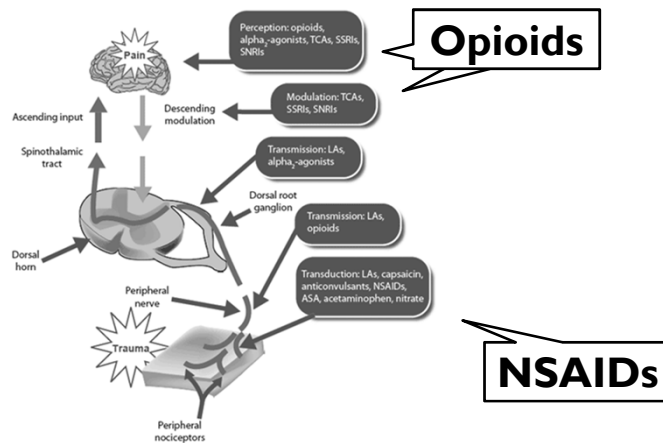 Perception: opioids,
alpha₂-agonists, TCAs, SSRIs,
SNRIs
Opioids
Pain
Modulation: TCAs,
SSRIs, SNRIs
Ascending input
Descending
modulation
Spinothalamic
tract
Transmission: LAs,
alpha₂-agonists
Dorsal root
ganglion
Transmission: LAs,
opioids
Dorsal
horn
Transduction: LAs, capsaicin,
anticonvulsants, NSAIDs,
ASA, acetaminophen, nitrate
Peripheral
nerve
Trauma
NSAIDs
Peripheral
nociceptors